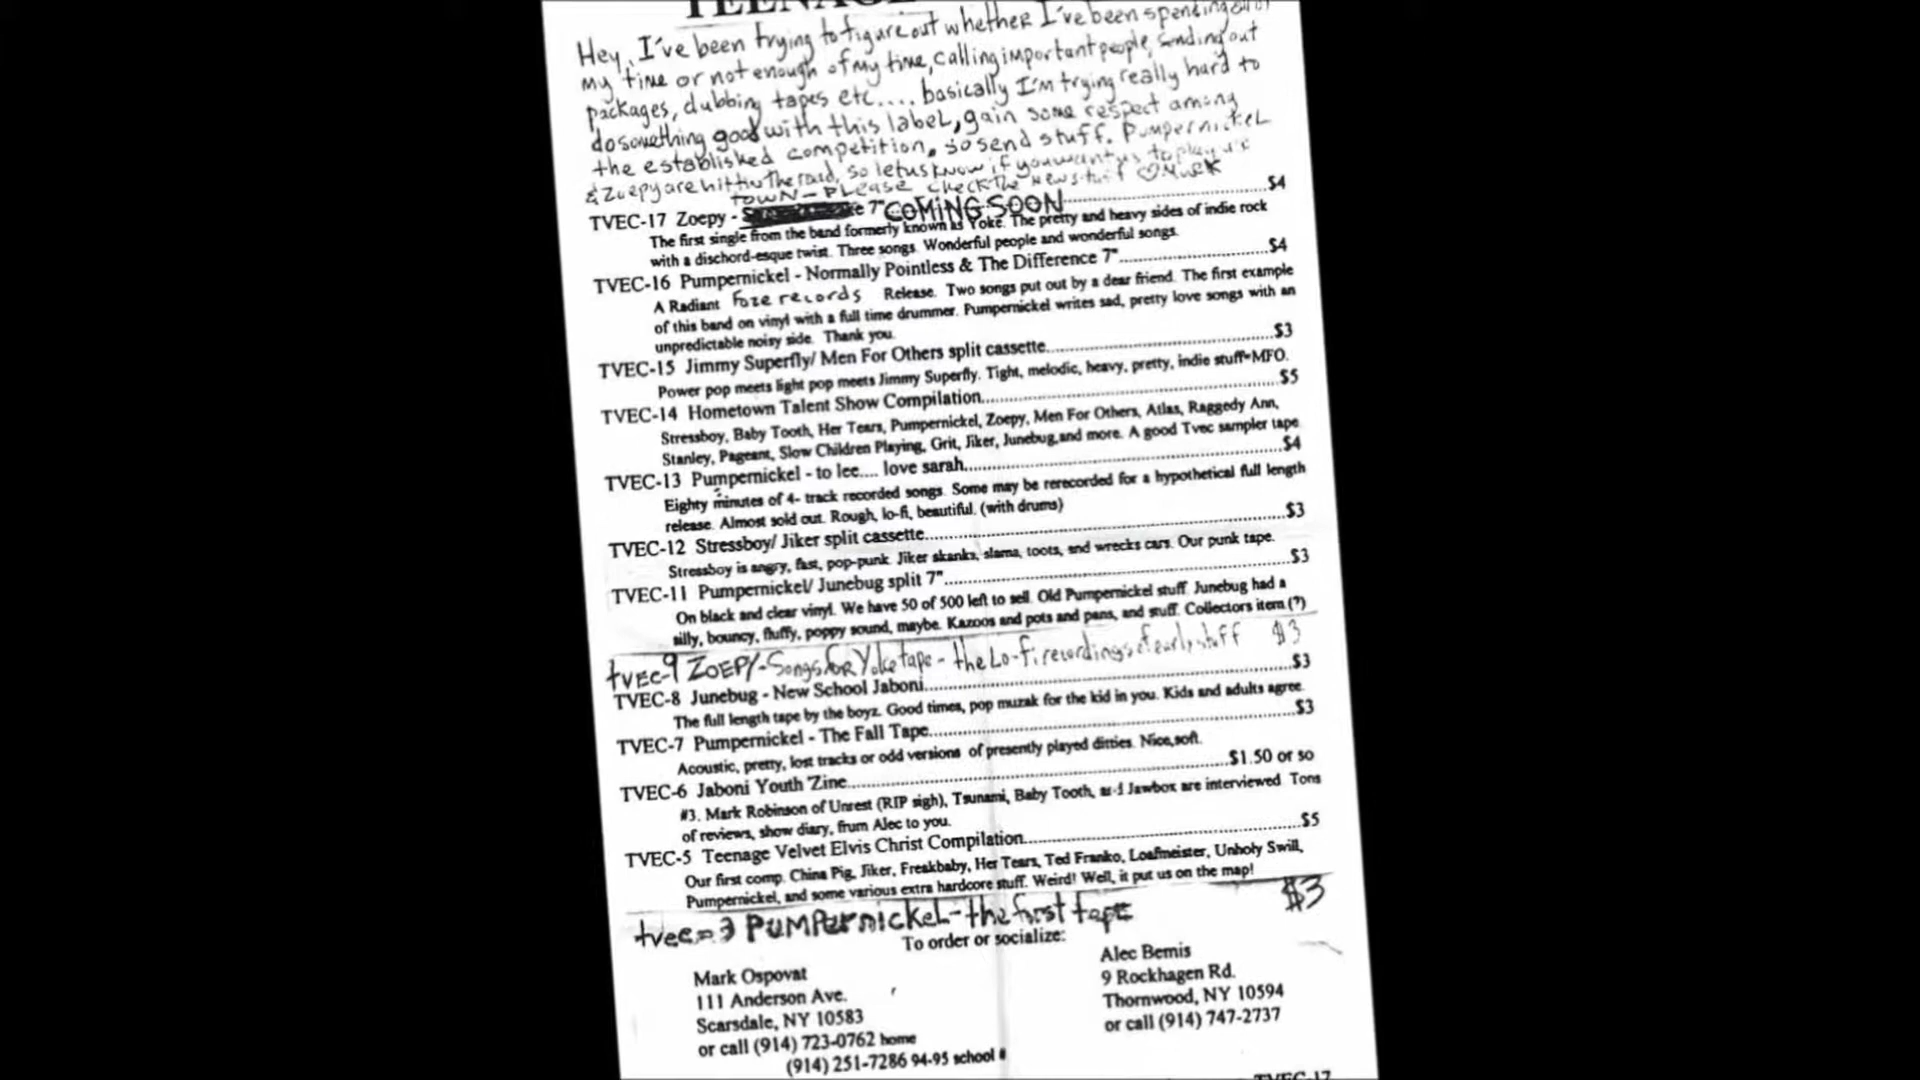 TEENAGE
Hey, I've been trying to figure out whether I've been spending all of
my time or not enough of my time, calling important people, sending out
packages, dubbing tapes etc.... basically I'm trying really hard to
do something good with this label, gain some respect among
the established competition, so send stuff. Pumpernickel
& Zoepy are hittin the road, so let us know if you want us to play ur
town - please check the new stuff ♡ Mark
TVEC-17 Zoepy - 7" COMING SOON $4
The first single from the band formerly known as Yoke. The pretty and heavy sides of indie rock
with a dischord-esque twist. Three songs. Wonderful people and wonderful songs.
TVEC-16 Pumpernickel - Normally Pointless & The Difference 7" $4
A Radiant Foze records Release. Two songs put out by a dear friend. The first example
of this band on vinyl with a full time drummer. Pumpernickel writes sad, pretty love songs with an
unpredictable noisy side. Thank you.
TVEC-15 Jimmy Superfly/ Men For Others split cassette $3
Power pop meets light pop meets Jimmy Superfly. Tight, melodic, heavy, pretty, indie stuff=MFO.
TVEC-14 Hometown Talent Show Compilation $5
Stressboy, Baby Tooth, Her Tears, Pumpernickel, Zoepy, Men For Others, Atlas, Raggedy Ann,
Stanley, Pageant, Slow Children Playing, Grit, Jiker, Junebug,and more. A good Tvec sampler tape
TVEC-13 Pumpernickel - to lee.... love sarah $4
Eighty minutes of 4- track recorded songs. Some may be rerecorded for a hypothetical full length
release. Almost sold out. Rough, lo-fi, beautiful. (with drums)
TVEC-12 Stressboy/ Jiker split cassette $3
Stressboy is angry, fast, pop-punk. Jiker skanks, slams, toots, and wrecks cars. Our punk tape.
TVEC-11 Pumpernickel/ Junebug split 7" $3
On black and clear vinyl. We have 50 of 500 left to sell. Old Pumpernickel stuff. Junebug had a
silly, bouncy, fluffy, poppy sound, maybe. Kazoos and pots and pans, and stuff. Collectors item (?)
tvec-9 ZOEPY - Songs for Yoke tape - the Lo-fi recordings of early stuff $3
TVEC-8 Junebug - New School Jaboni $3
The full length tape by the boyz. Good times, pop muzak for the kid in you. Kids and adults agree.
TVEC-7 Pumpernickel - The Fall Tape $3
Acoustic, pretty, lost tracks or odd versions of presently played ditties. Nice,soft.
TVEC-6 Jaboni Youth 'Zine $1.50 or so
#3. Mark Robinson of Unrest (RIP sigh), Tsunami, Baby Tooth, and Jawbox are interviewed. Tons
of reviews, show diary, frum Alec to you.
TVEC-5 Teenage Velvet Elvis Christ Compilation $5
Our first comp. China Pig, Jiker, Freakbaby, Her Tears, Ted Franko, Loafmeister, Unholy Swill,
Pumpernickel, and some various extra hardcore stuff. Weird! Well, it put us on the map!
tvec-3 PUMPernickel - the first tape $3
To order or socialize:
Mark Ospovat
111 Anderson Ave.
Scarsdale, NY 10583
or call (914) 723-0762 home
(914) 251-7286 94-95 school #
Alec Bemis
9 Rockhagen Rd.
Thornwood, NY 10594
or call (914) 747-2737
TVEC-17